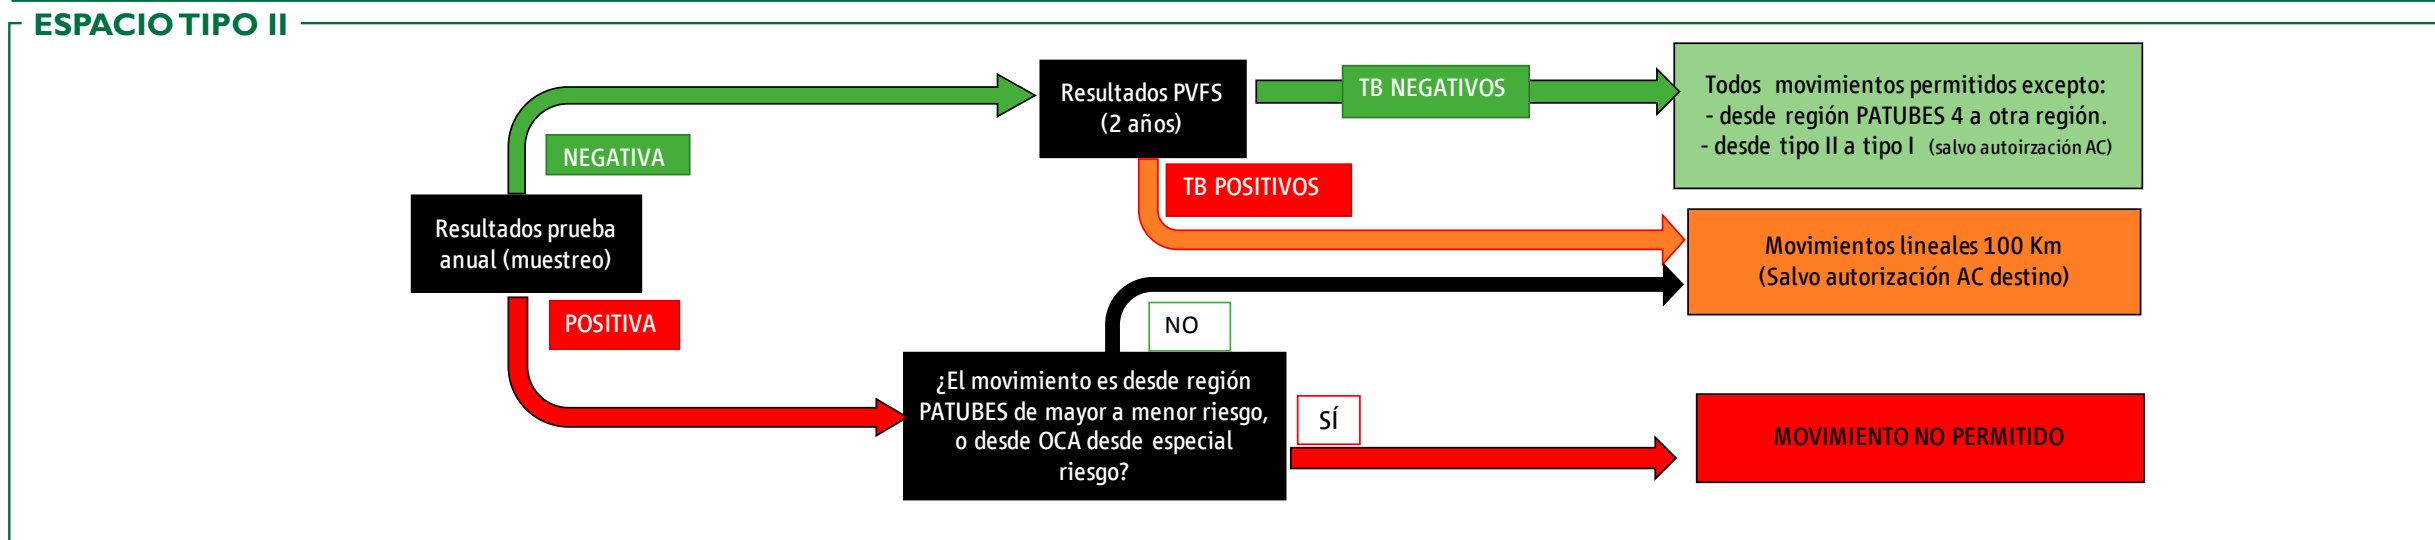 ESPACIO TIPO II
Resultados prueba
anual (muestreo)
NEGATIVA
Resultados PVFS
(2 años)
TB NEGATIVOS
Todos movimientos permitidos excepto:
- desde región PATUBES 4 a otra región.
- desde tipo II a tipo I (salvo autoirzación AC)
TB POSITIVOS
Movimientos lineales 100 Km
(Salvo autorización AC destino)
POSITIVA
¿El movimiento es desde región
PATUBES de mayor a menor riesgo,
o desde OCA desde especial
riesgo?
NO
SÍ
MOVIMIENTO NO PERMITIDO